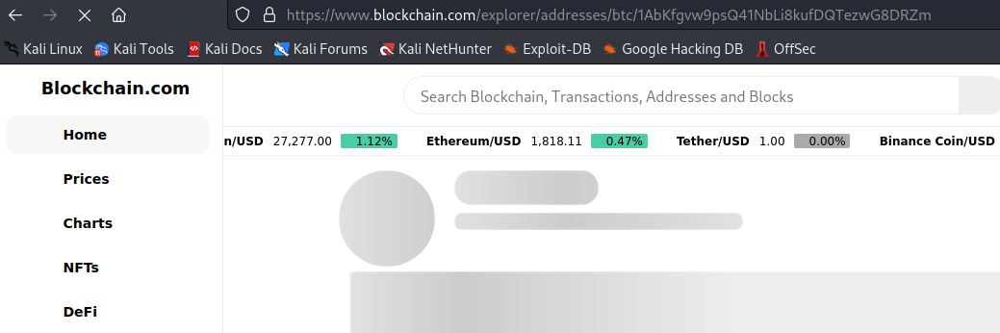 https://www.blockchain.com/explorer/addresses/btc/1AbKfgvw9psQ41NbLi8kufDQTezwG8DRZm
Kali Linux Kali Tools Kali Docs Kali Forums Kali NetHunter Exploit-DB Google Hacking DB OffSec
Blockchain.com
Search Blockchain, Transactions, Addresses and Blocks
Home
n/USD 27,277.00 1.12% Ethereum/USD 1,818.11 0.47% Tether/USD 1.00 0.00% Binance Coin/USD
Prices
Charts
NFTs
DeFi